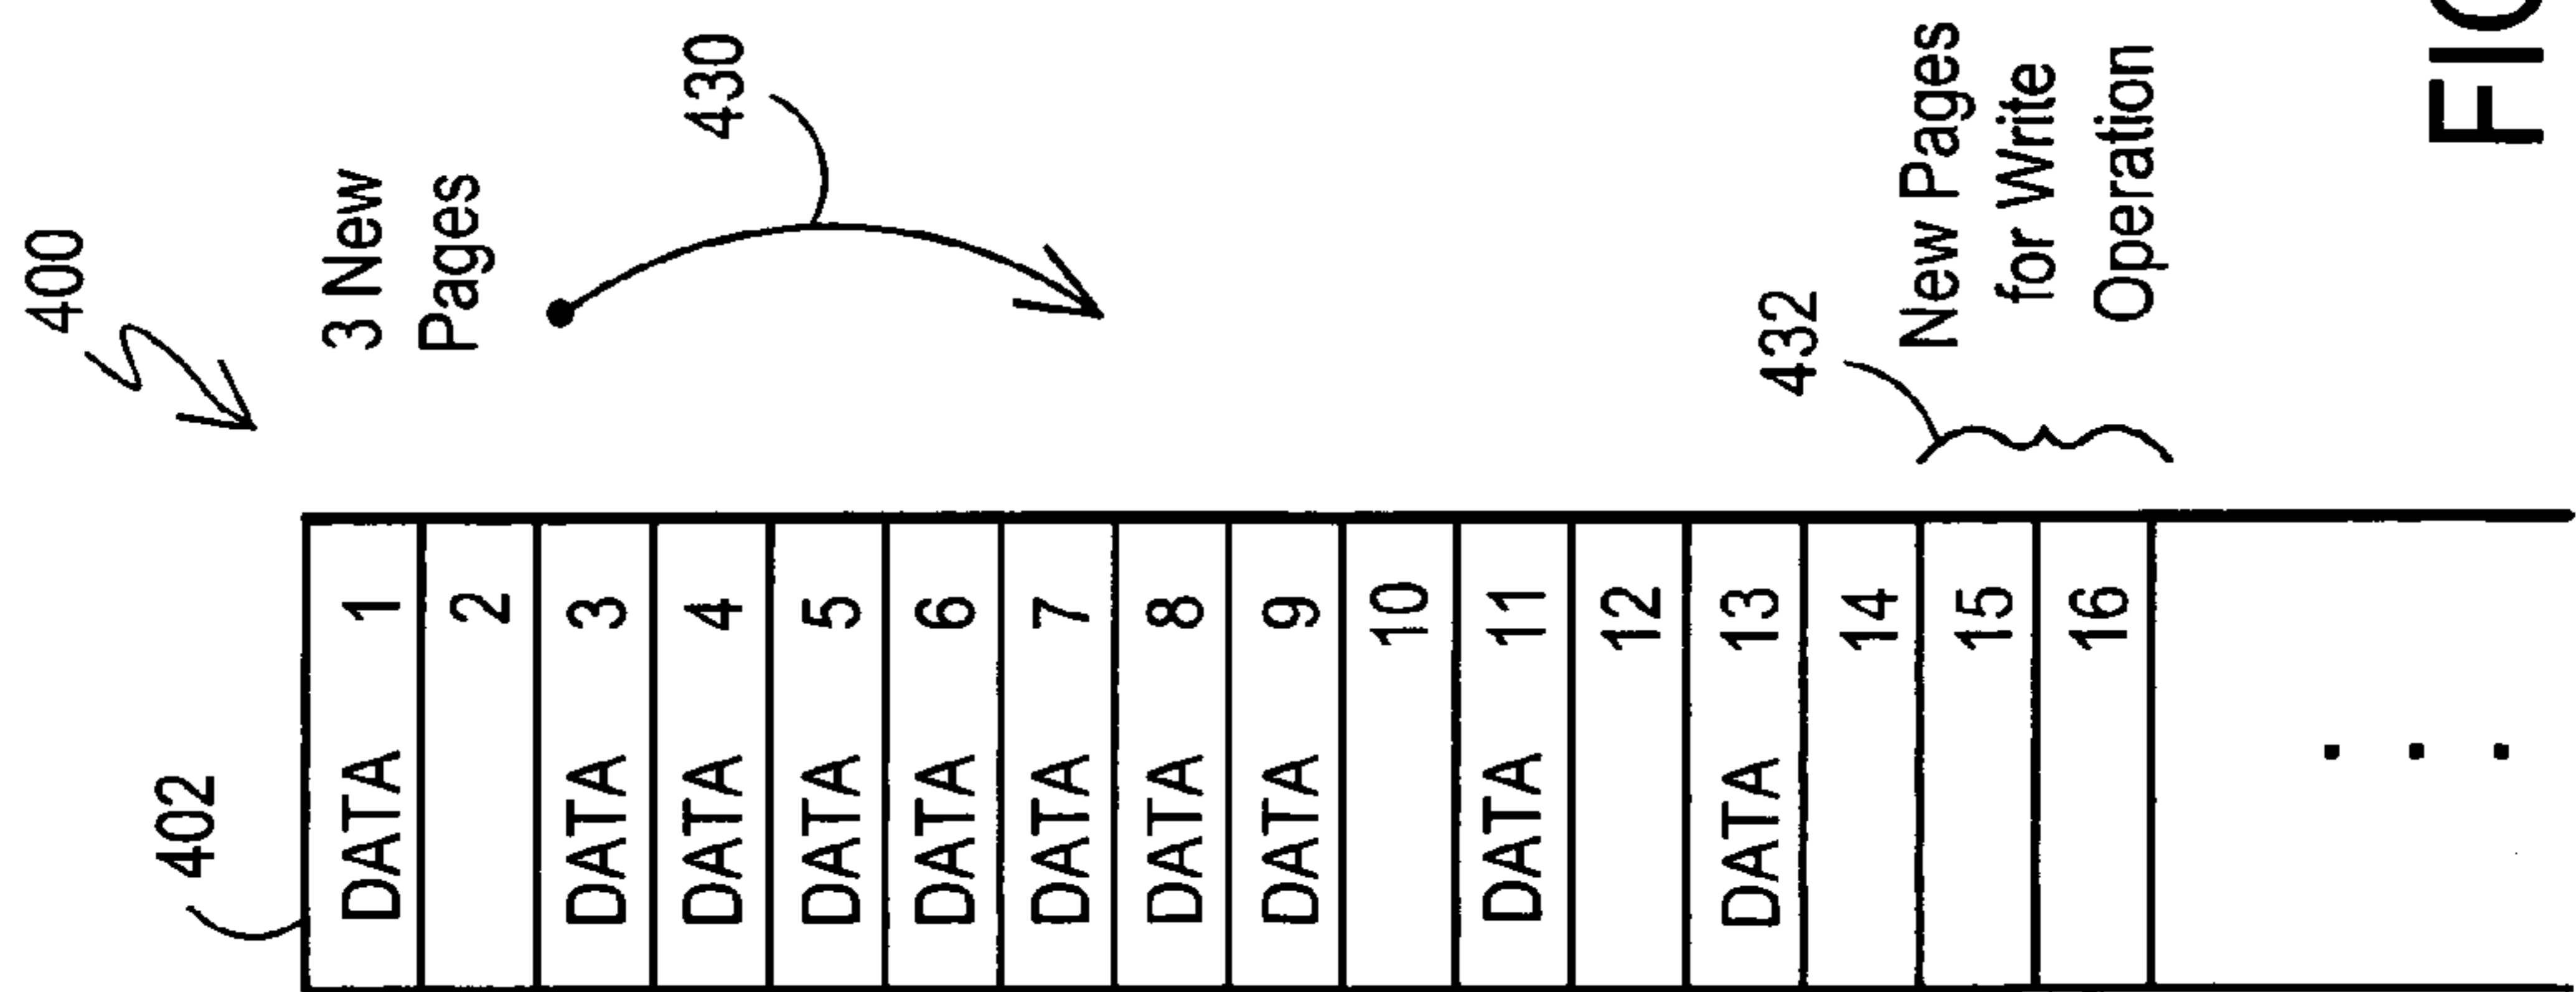 400
402
3 New
Pages
430
DATA 1
2
DATA 3
DATA 4
DATA 5
DATA 6
DATA 7
DATA 8
DATA 9
10
DATA 11
12
DATA 13
14
15
16
432
New Pages
for Write
Operation